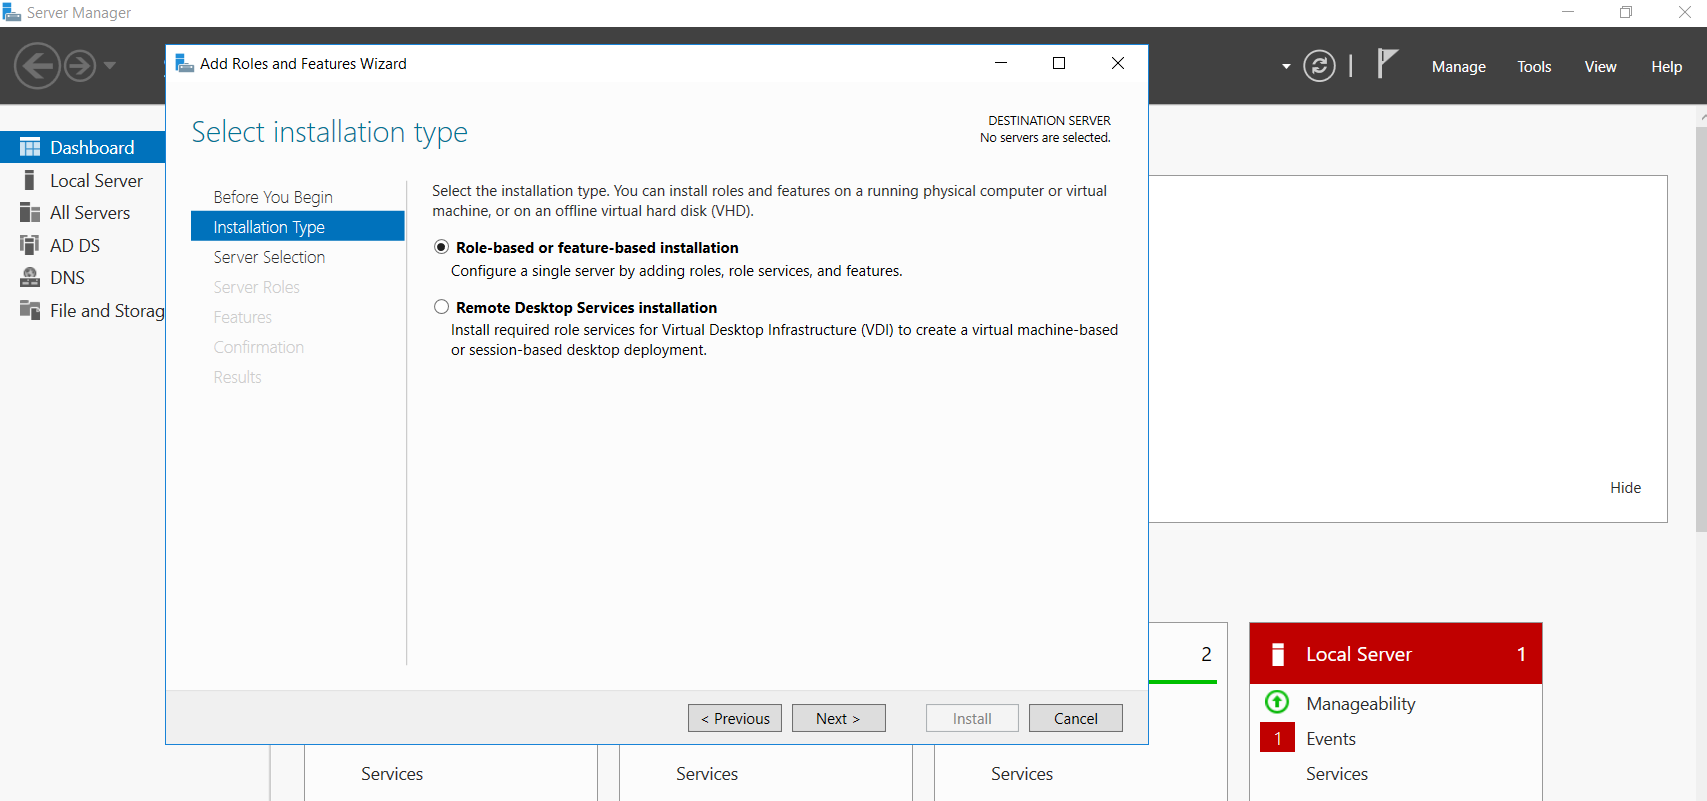 Server Manager
Manage
Tools
View
Help
Dashboard
Local Server
All Servers
AD DS
DNS
File and Storag
Add Roles and Features Wizard
Select installation type
DESTINATION SERVER
No servers are selected.
Before You Begin
Installation Type
Server Selection
Server Roles
Features
Confirmation
Results
Select the installation type. You can install roles and features on a running physical computer or virtual
machine, or on an offline virtual hard disk (VHD).
Role-based or feature-based installation
Configure a single server by adding roles, role services, and features.
Remote Desktop Services installation
Install required role services for Virtual Desktop Infrastructure (VDI) to create a virtual machine-based
or session-based desktop deployment.
< Previous
Next >
Install
Cancel
Hide
2
Local Server 1
Manageability
1 Events
Services
Services
Services
Services